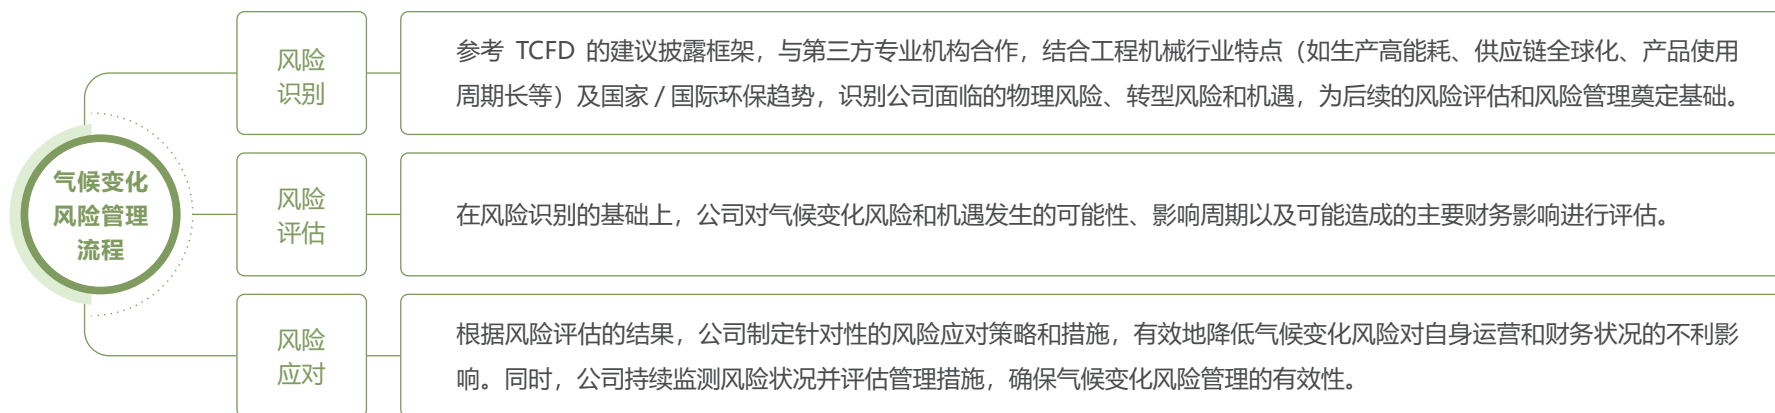 气候变化
风险管理
流程
风险
识别
参考 TCFD 的建议披露框架，与第三方专业机构合作，结合工程机械行业特点（如生产高能耗、供应链全球化、产品使用
周期长等）及国家 / 国际环保趋势，识别公司面临的物理风险、转型风险和机遇，为后续的风险评估和风险管理奠定基础。
风险
评估
在风险识别的基础上，公司对气候变化风险和机遇发生的可能性、影响周期以及可能造成的主要财务影响进行评估。
风险
应对
根据风险评估的结果，公司制定针对性的风险应对策略和措施，有效地降低气候变化风险对自身运营和财务状况的不利影
响。同时，公司持续监测风险状况并评估管理措施，确保气候变化风险管理的有效性。